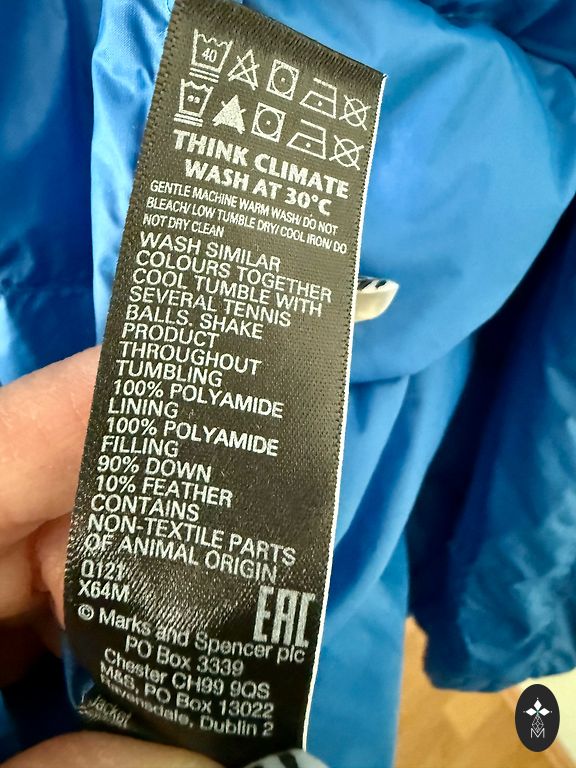 40
THINK CLIMATE
WASH AT 30°C
GENTLE MACHINE WARM WASH/ DO NOT
BLEACH/ LOW TUMBLE DRY/ COOL IRON/ DO
NOT DRY CLEAN
WASH SIMILAR
COLOURS TOGETHER
COOL TUMBLE WITH
SEVERAL TENNIS
BALLS. SHAKE
PRODUCT
THROUGHOUT
TUMBLING
100% POLYAMIDE
LINING
100% POLYAMIDE
FILLING
90% DOWN
10% FEATHER
CONTAINS
NON-TEXTILE PARTS
OF ANIMAL ORIGIN
Q121
X64M
EAC
© Marks and Spencer plc
PO Box 3339
Chester CH99 9QS
M&S, PO Box 13022
Dublin 2
Jacket
M